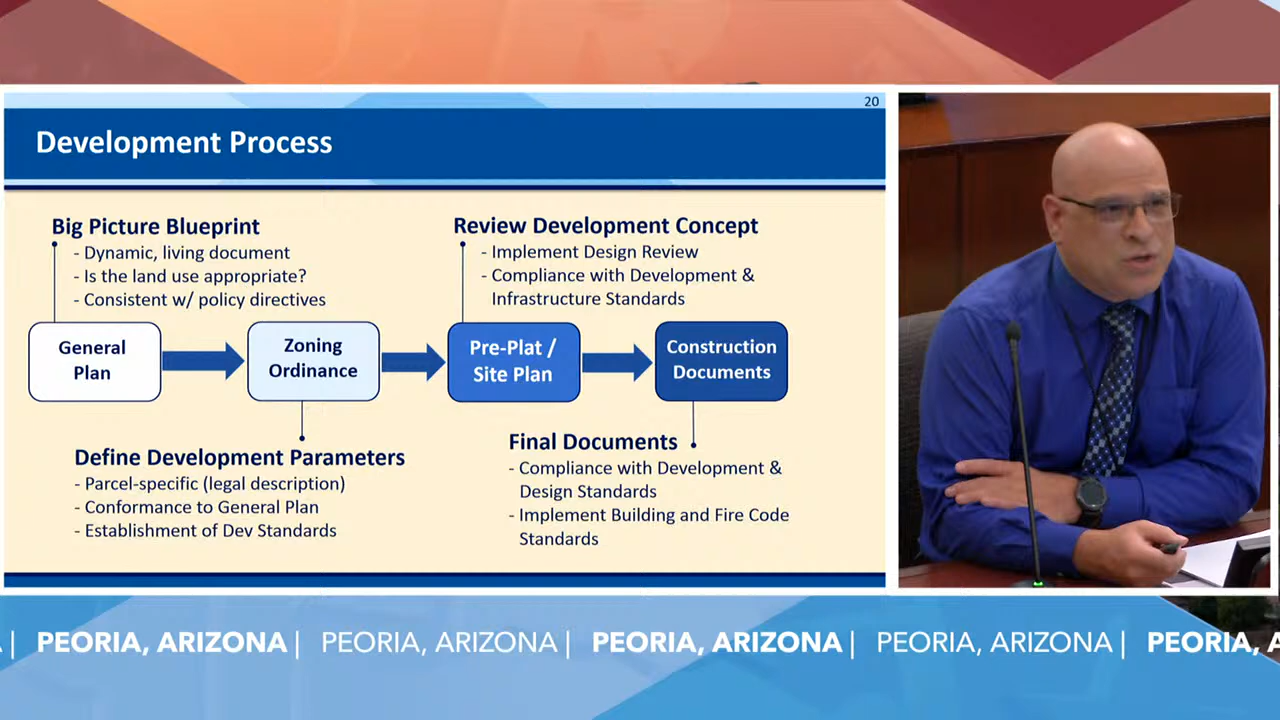 20
Development Process
Big Picture Blueprint
- Dynamic, living document
- Is the land use appropriate?
- Consistent w/ policy directives
Review Development Concept
- Implement Design Review
- Compliance with Development &
Infrastructure Standards
General
Plan
Zoning
Ordinance
Pre-Plat /
Site Plan
Construction
Documents
Define Development Parameters
- Parcel-specific (legal description)
- Conformance to General Plan
- Establishment of Dev Standards
Final Documents
- Compliance with Development &
Design Standards
- Implement Building and Fire Code
Standards
A | PEORIA, ARIZONA | PEORIA, ARIZONA | PEORIA, ARIZONA | PEORIA, ARIZONA | PEORIA, A